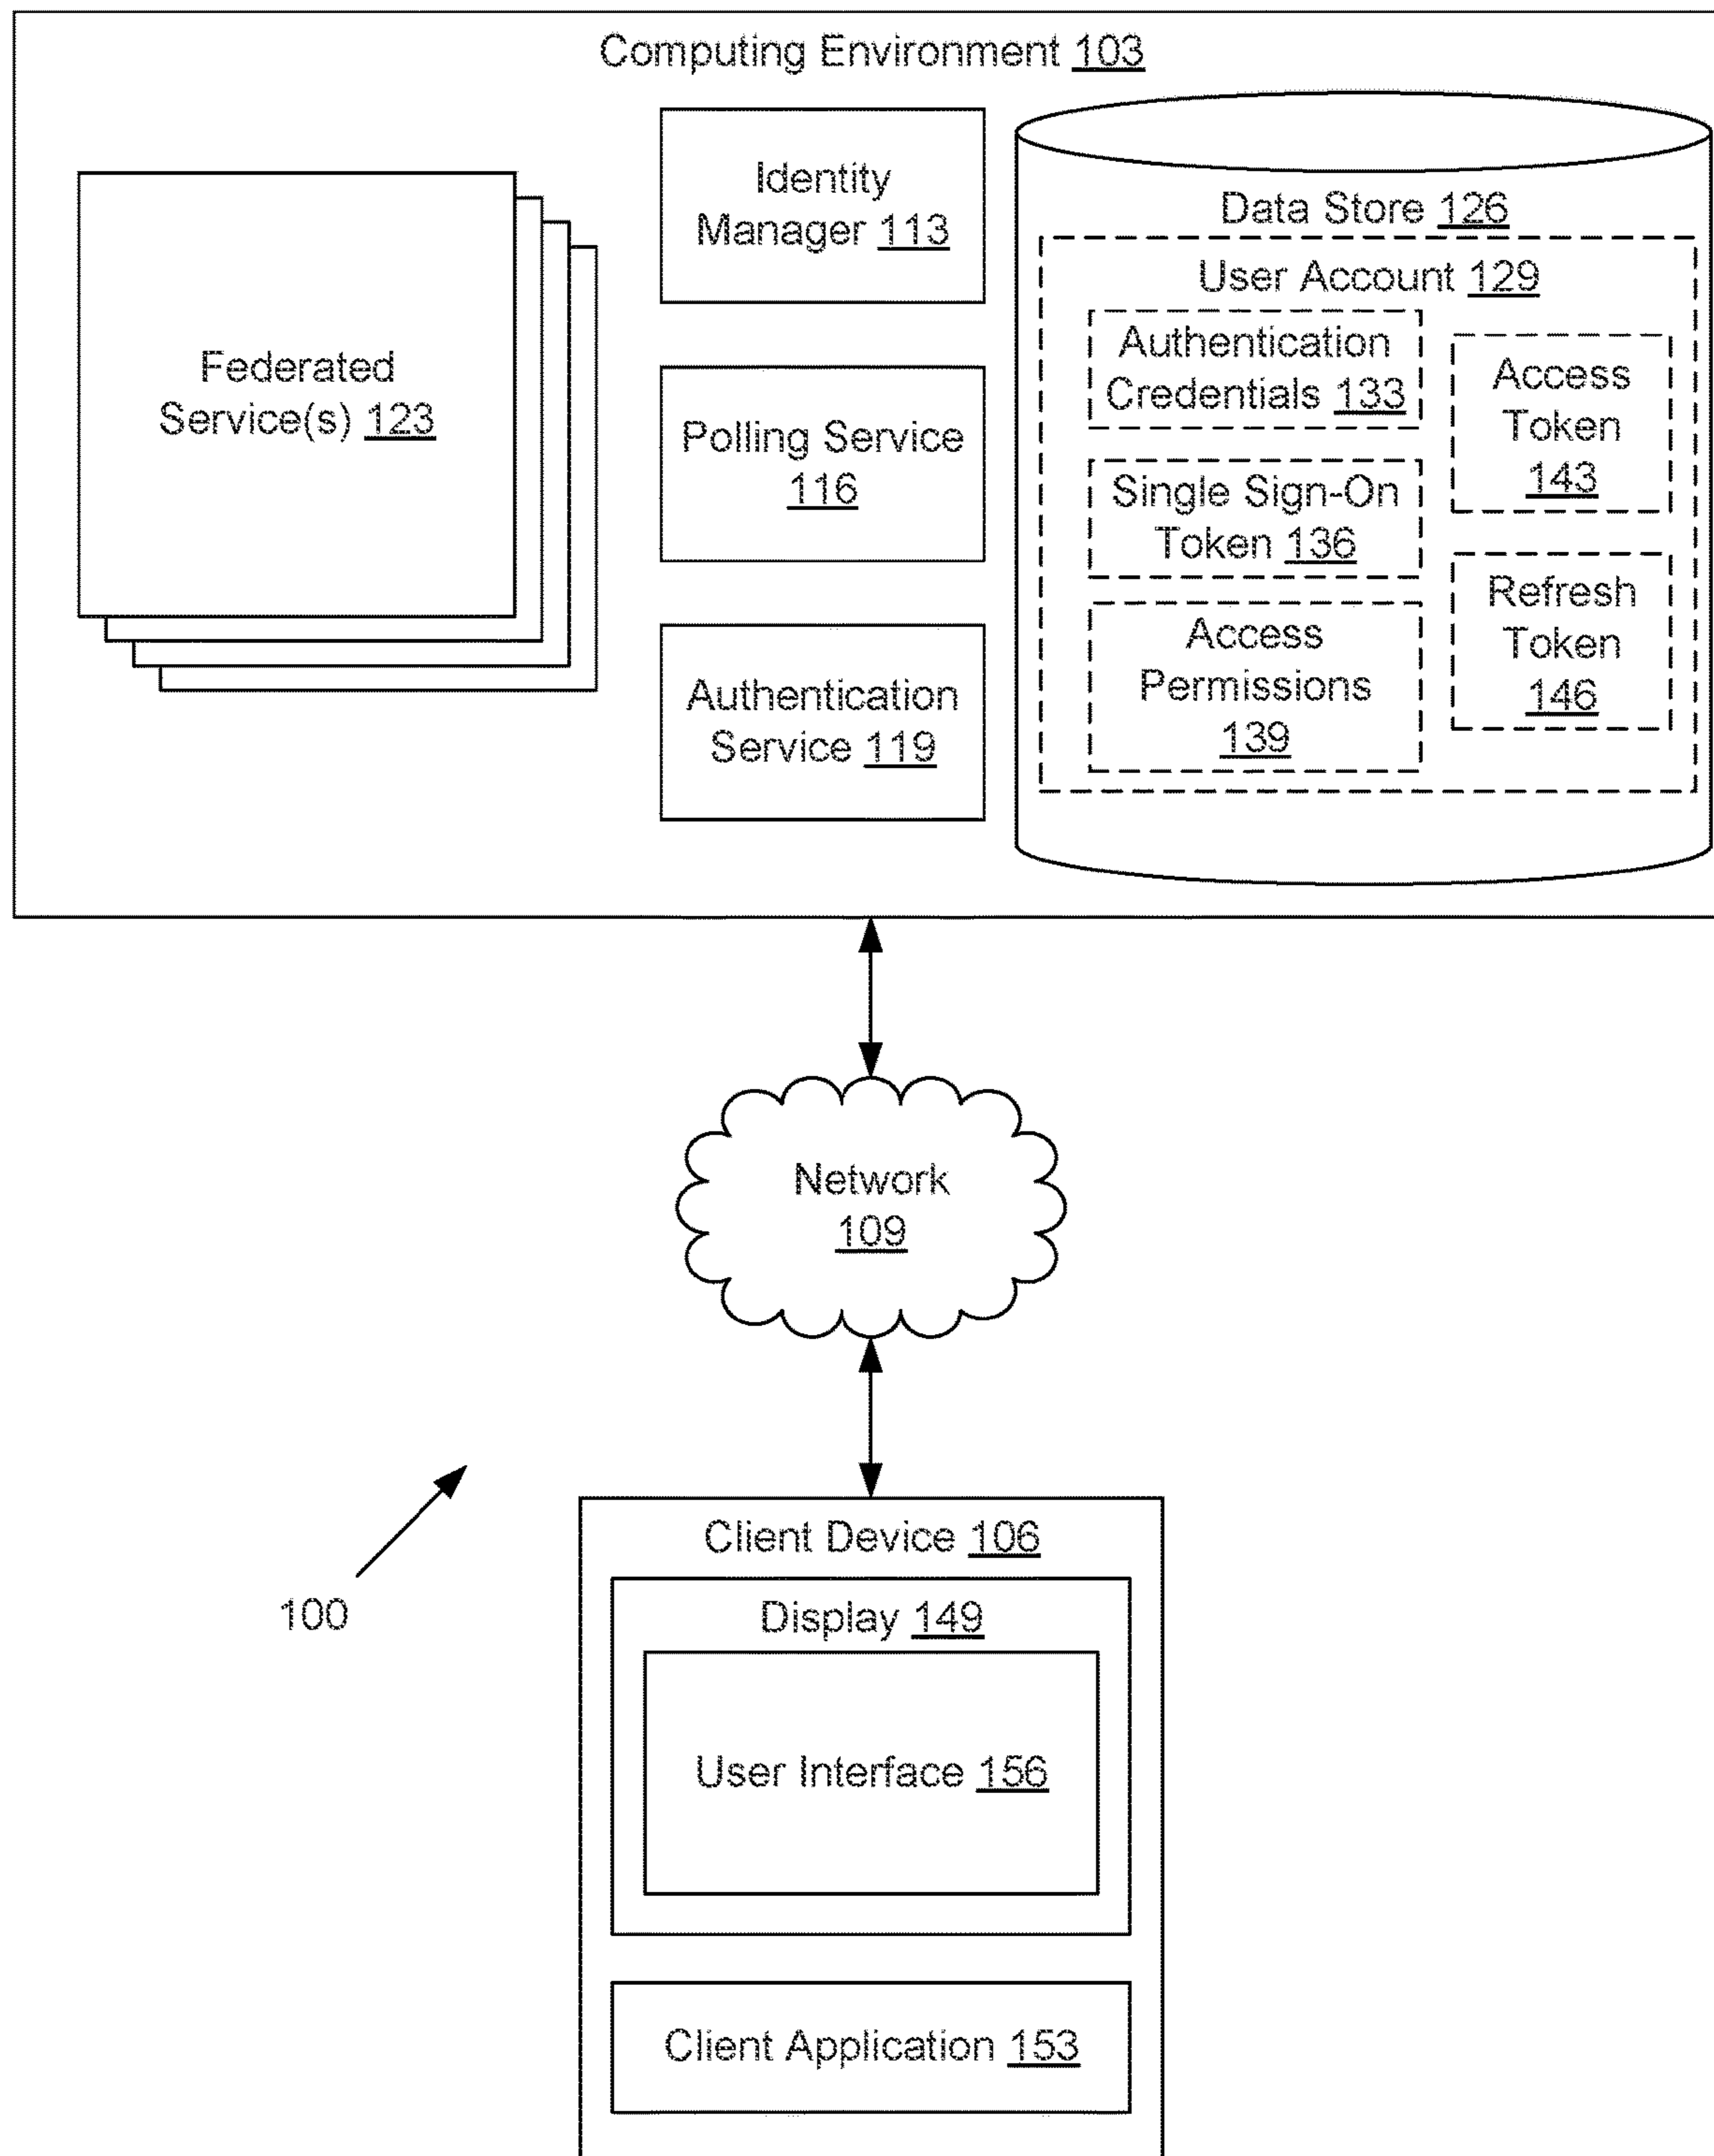 Computing Environment 103
Federated
Service(s) 123
Identity
Manager 113
Polling Service
116
Authentication
Service 119
Data Store 126
User Account 129
Authentication
Credentials 133
Single Sign-On
Token 136
Access
Permissions
139
Access
Token
143
Refresh
Token
146
Network
109
100
Client Device 106
Display 149
User Interface 156
Client Application 153